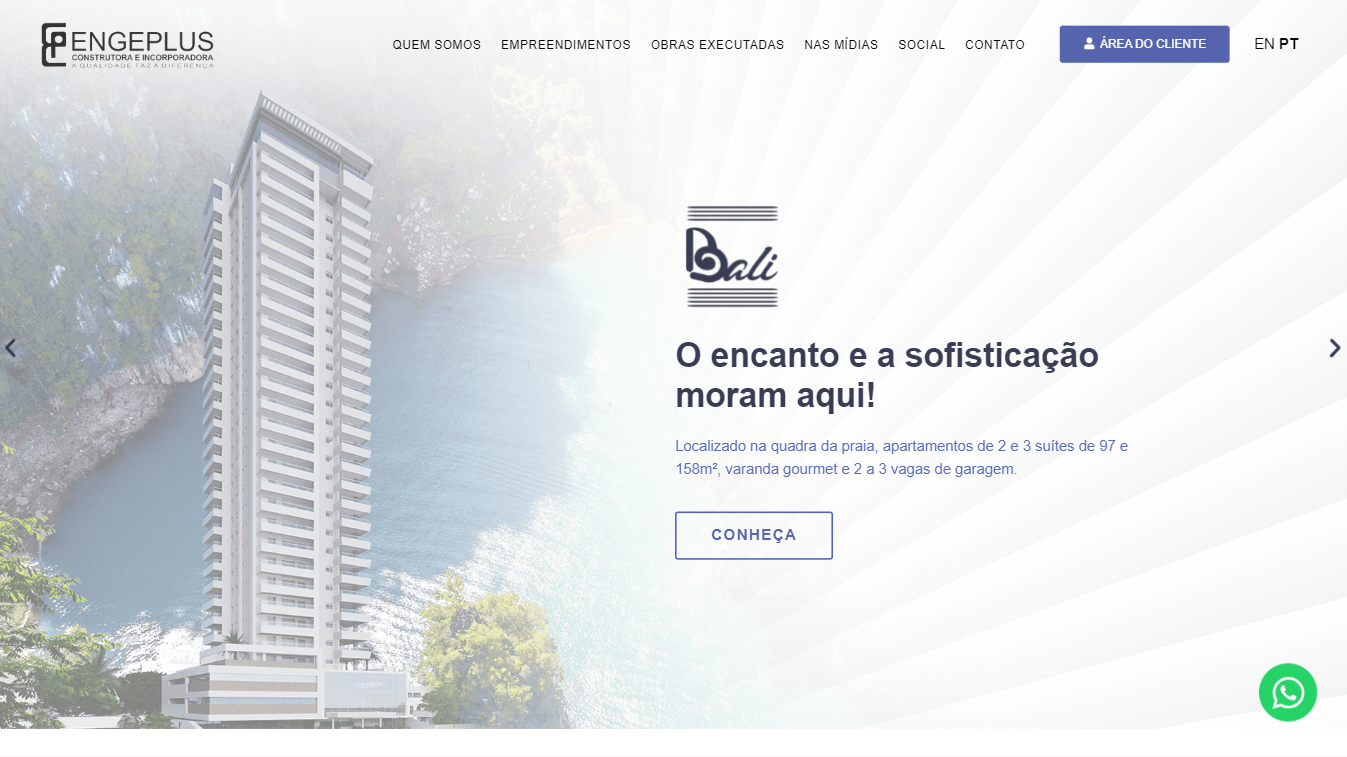 ENGEPLUS
CONSTRUTORA E INCORPORADORA
A QUALIDADE FAZ A DIFERENÇA
QUEM SOMOS EMPREENDIMENTOS OBRAS EXECUTADAS NAS MÍDIAS SOCIAL CONTATO ÁREA DO CLIENTE EN PT
Bali
O encanto e a sofisticação
moram aqui!
Localizado na quadra da praia, apartamentos de 2 e 3 suítes de 97 e
158m², varanda gourmet e 2 a 3 vagas de garagem.
CONHEÇA